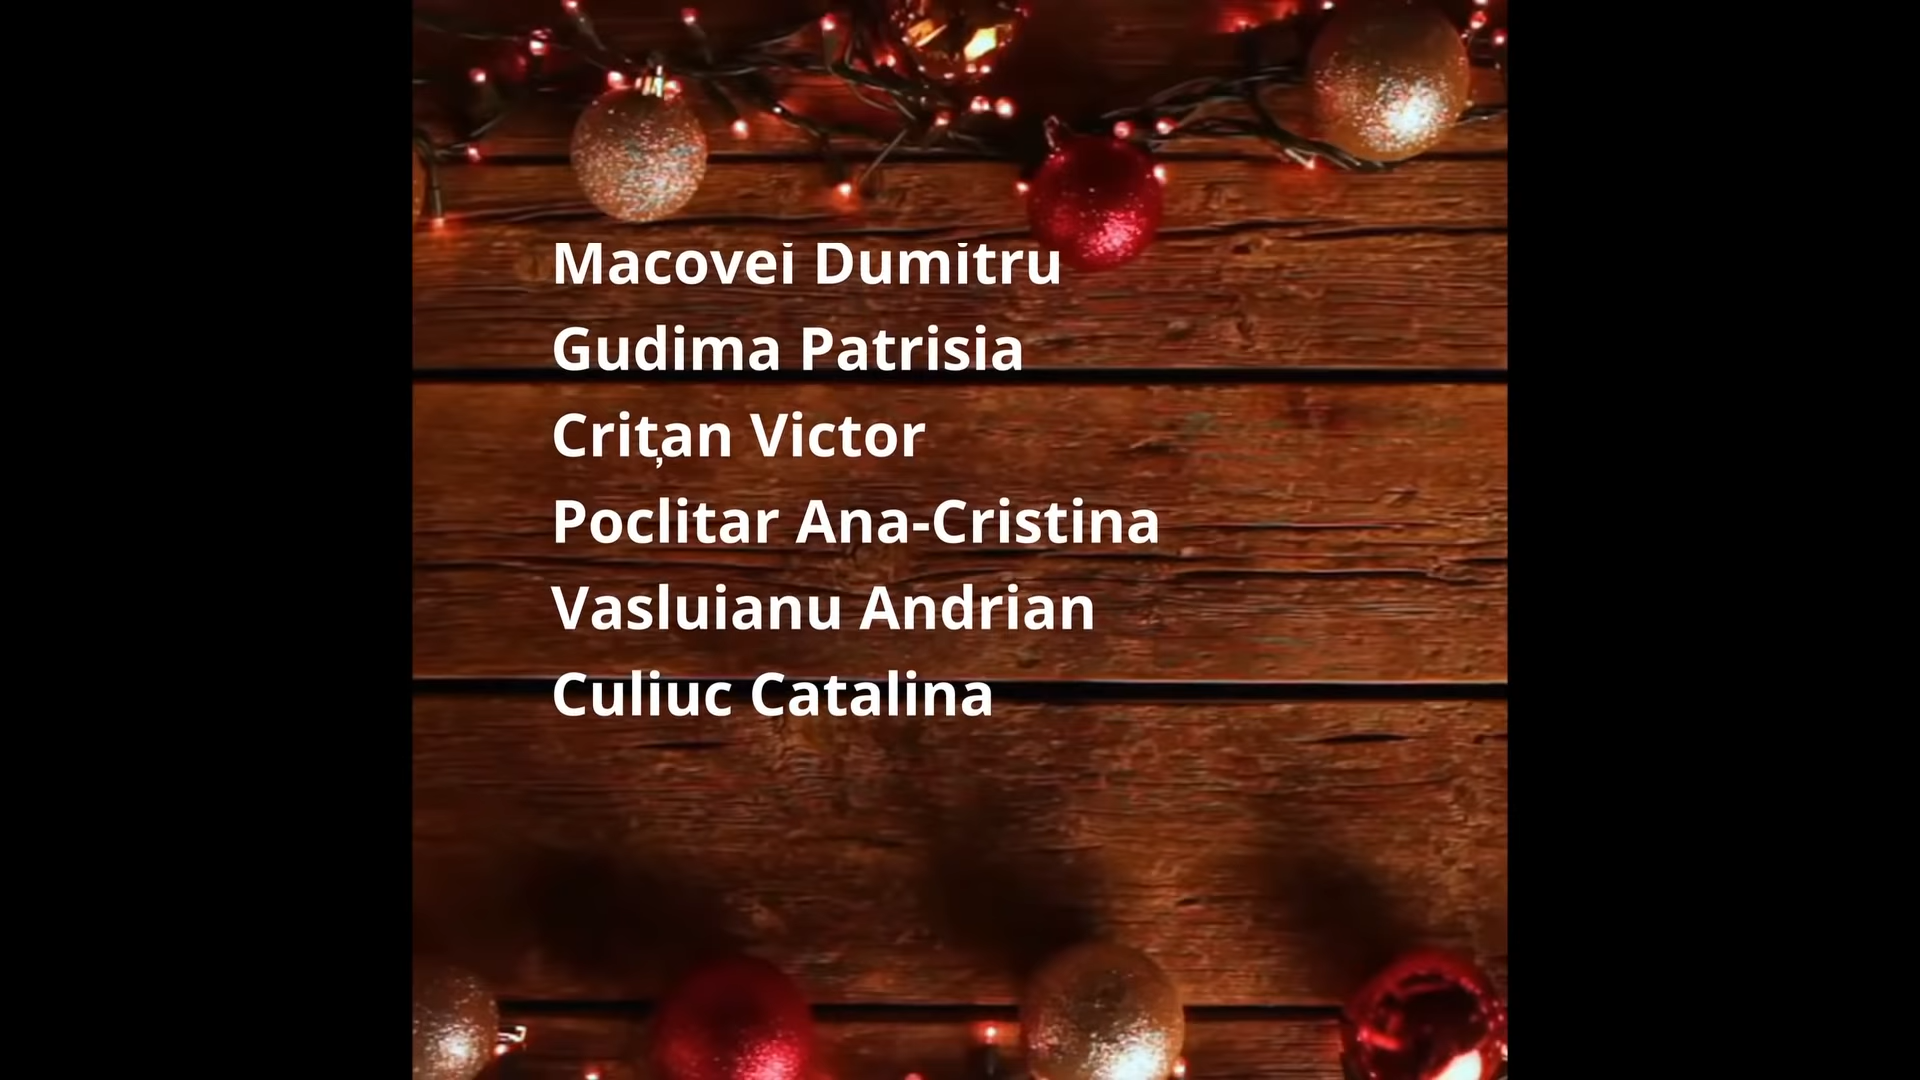 Macovei Dumitru
Gudima Patrisia
Crițan Victor
Poclitar Ana-Cristina
Vasluianu Andrian
Culiuc Catalina